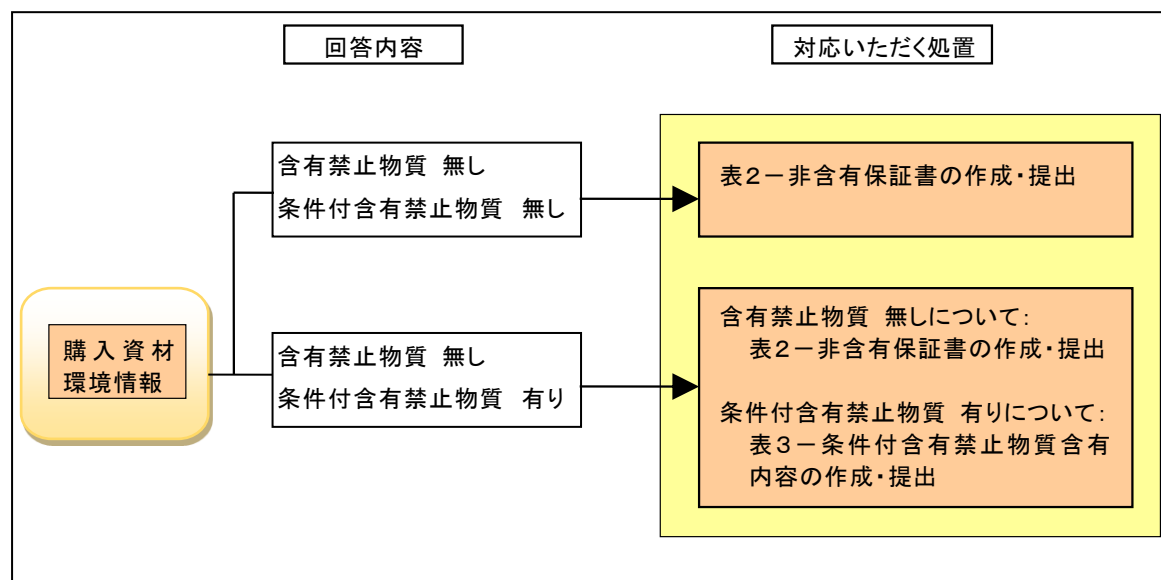 回答内容
対応いただく処置
含有禁止物質 無し
条件付含有禁止物質 無し
表2－非含有保証書の作成・提出
購入資材
環境情報
含有禁止物質 無し
条件付含有禁止物質 有り
含有禁止物質 無しについて:
表2－非含有保証書の作成・提出
条件付含有禁止物質 有りについて:
表3－条件付含有禁止物質含有
内容の作成・提出